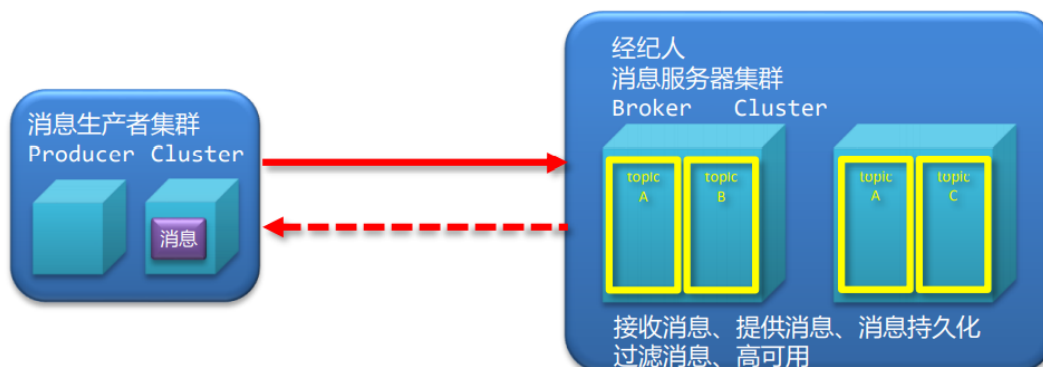 消息生产者集群
Producer Cluster
消息
经纪人
消息服务器集群
Broker Cluster
topic
A
topic
B
topic
A
topic
C
接收消息、提供消息、消息持久化
过滤消息、高可用